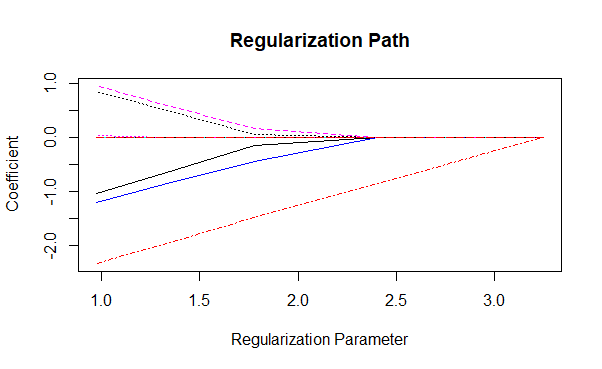 Regularization Path
Coefficient
1.0
0.0
-1.0
-2.0
1.0 1.5 2.0 2.5 3.0
Regularization Parameter